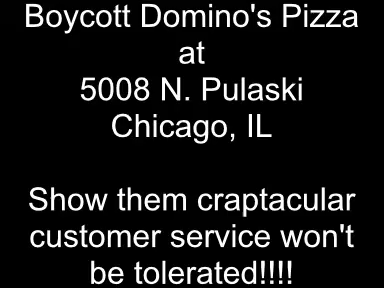 Boycott Domino's Pizza
at
5008 N. Pulaski
Chicago, IL
Show them craptacular
customer service won't
be tolerated!!!!